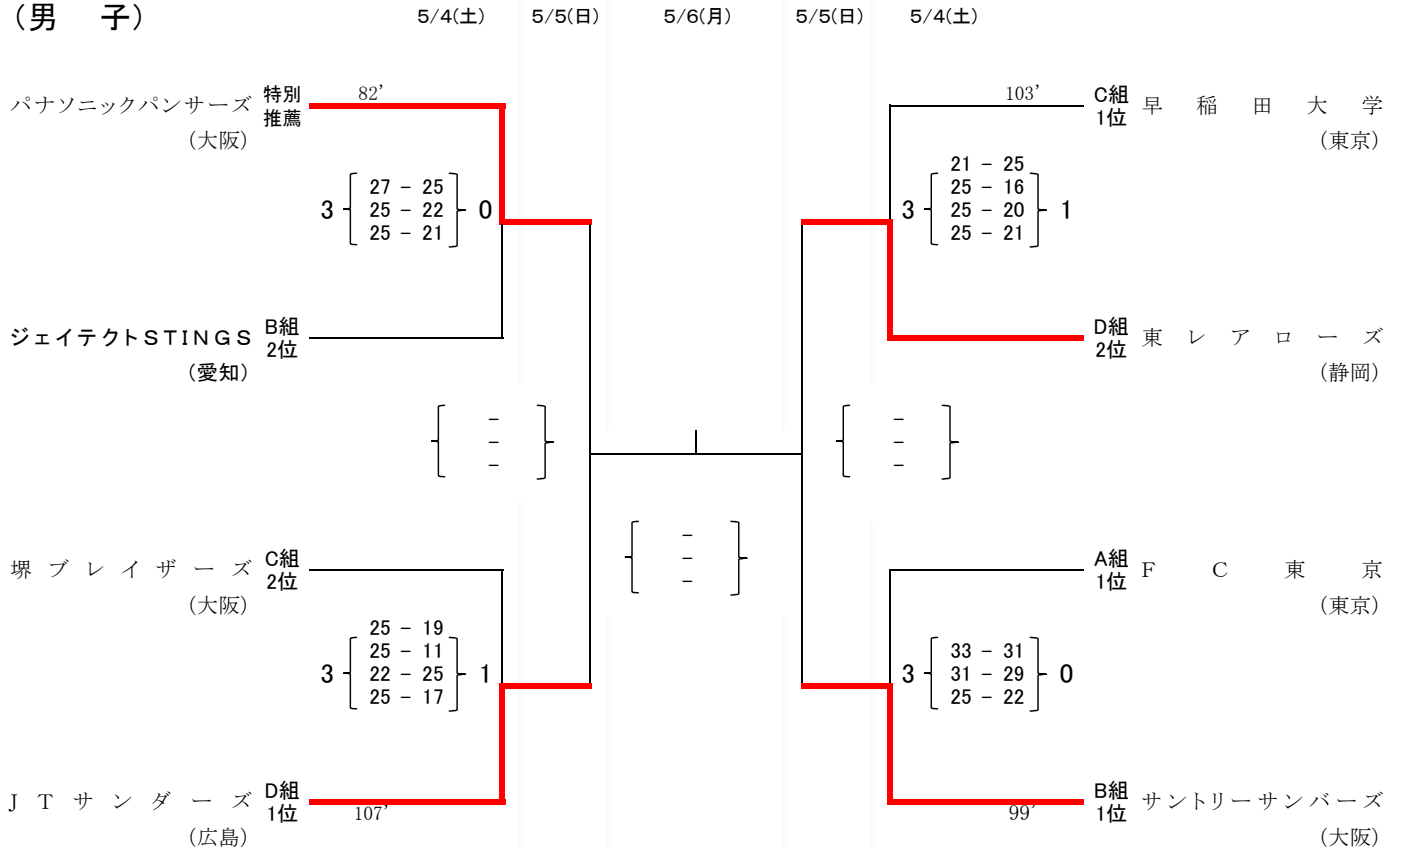 (男　子)
5/4(土)
5/5(日)
5/6(月)
5/5(日)
5/4(土)
パナソニックパンサーズ
(大阪)
特別
推薦
82’
3
27 － 25
25 － 22
25 － 21
0
ジェイテクトSTINGS
(愛知)
B組
2位
－
－
－
堺ブレイザーズ
(大阪)
C組
2位
3
25 － 19
25 － 11
22 － 25
25 － 17
1
JTサンダーズ
(広島)
D組
1位
107’
－
－
－
103’
C組
1位
早稲田大学
(東京)
3
21 － 25
25 － 16
25 － 20
25 － 21
1
D組
2位
東レアローズ
(静岡)
－
－
－
A組
1位
FC東京
(東京)
3
33 － 31
31 － 29
25 － 22
0
99’
B組
1位
サントリーサンバーズ
(大阪)